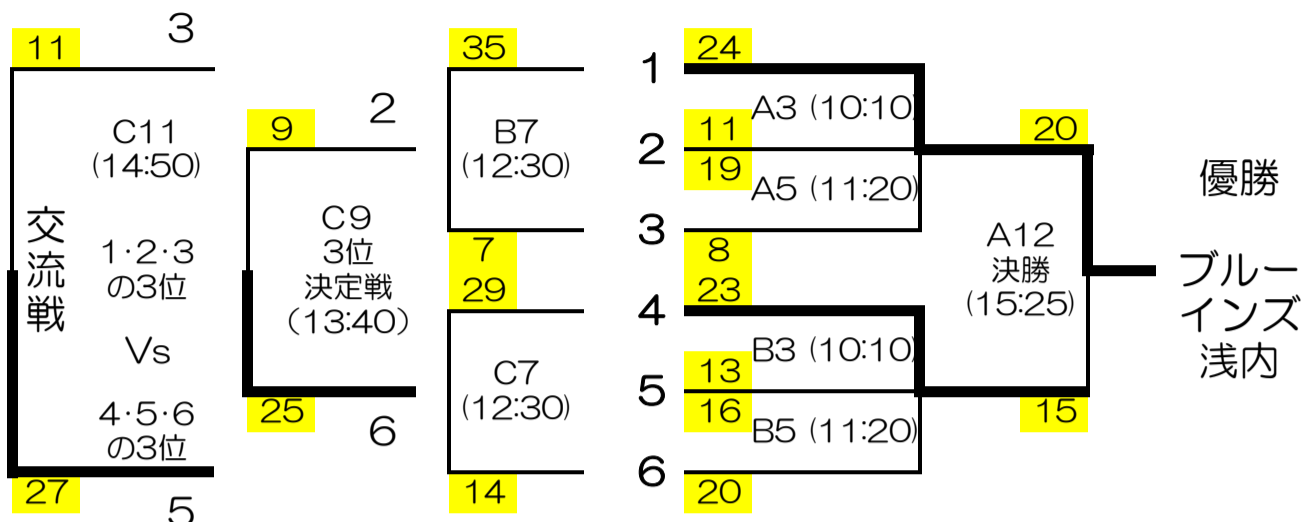 11
3
C11
(14:50)
交流戦
1・2・3
の3位
Vs
4・5・6
の3位
27
5
9
2
C9
3位
決定戦
(13:40)
25
6
35
B7
(12:30)
7
29
C7
(12:30)
14
1
24
A3 (10:10)
2
11
19
A5 (11:20)
3
8
4
23
B3 (10:10)
5
13
16
B5 (11:20)
6
20
20
A12
決勝
(15:25)
15
優勝
ブルー
インズ
浅内